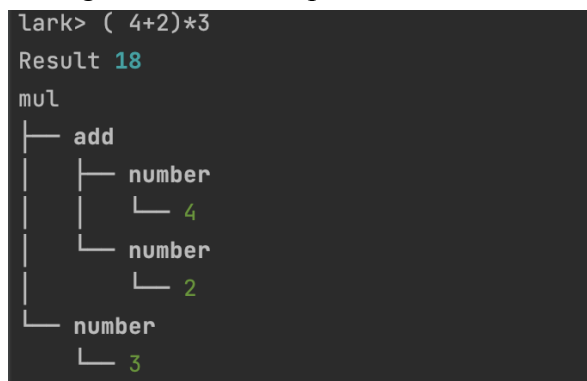 lark> ( 4+2)*3
Result 18
mul
├── add
│   ├── number
│   │   └── 4
│   └── number
│       └── 2
└── number
    └── 3